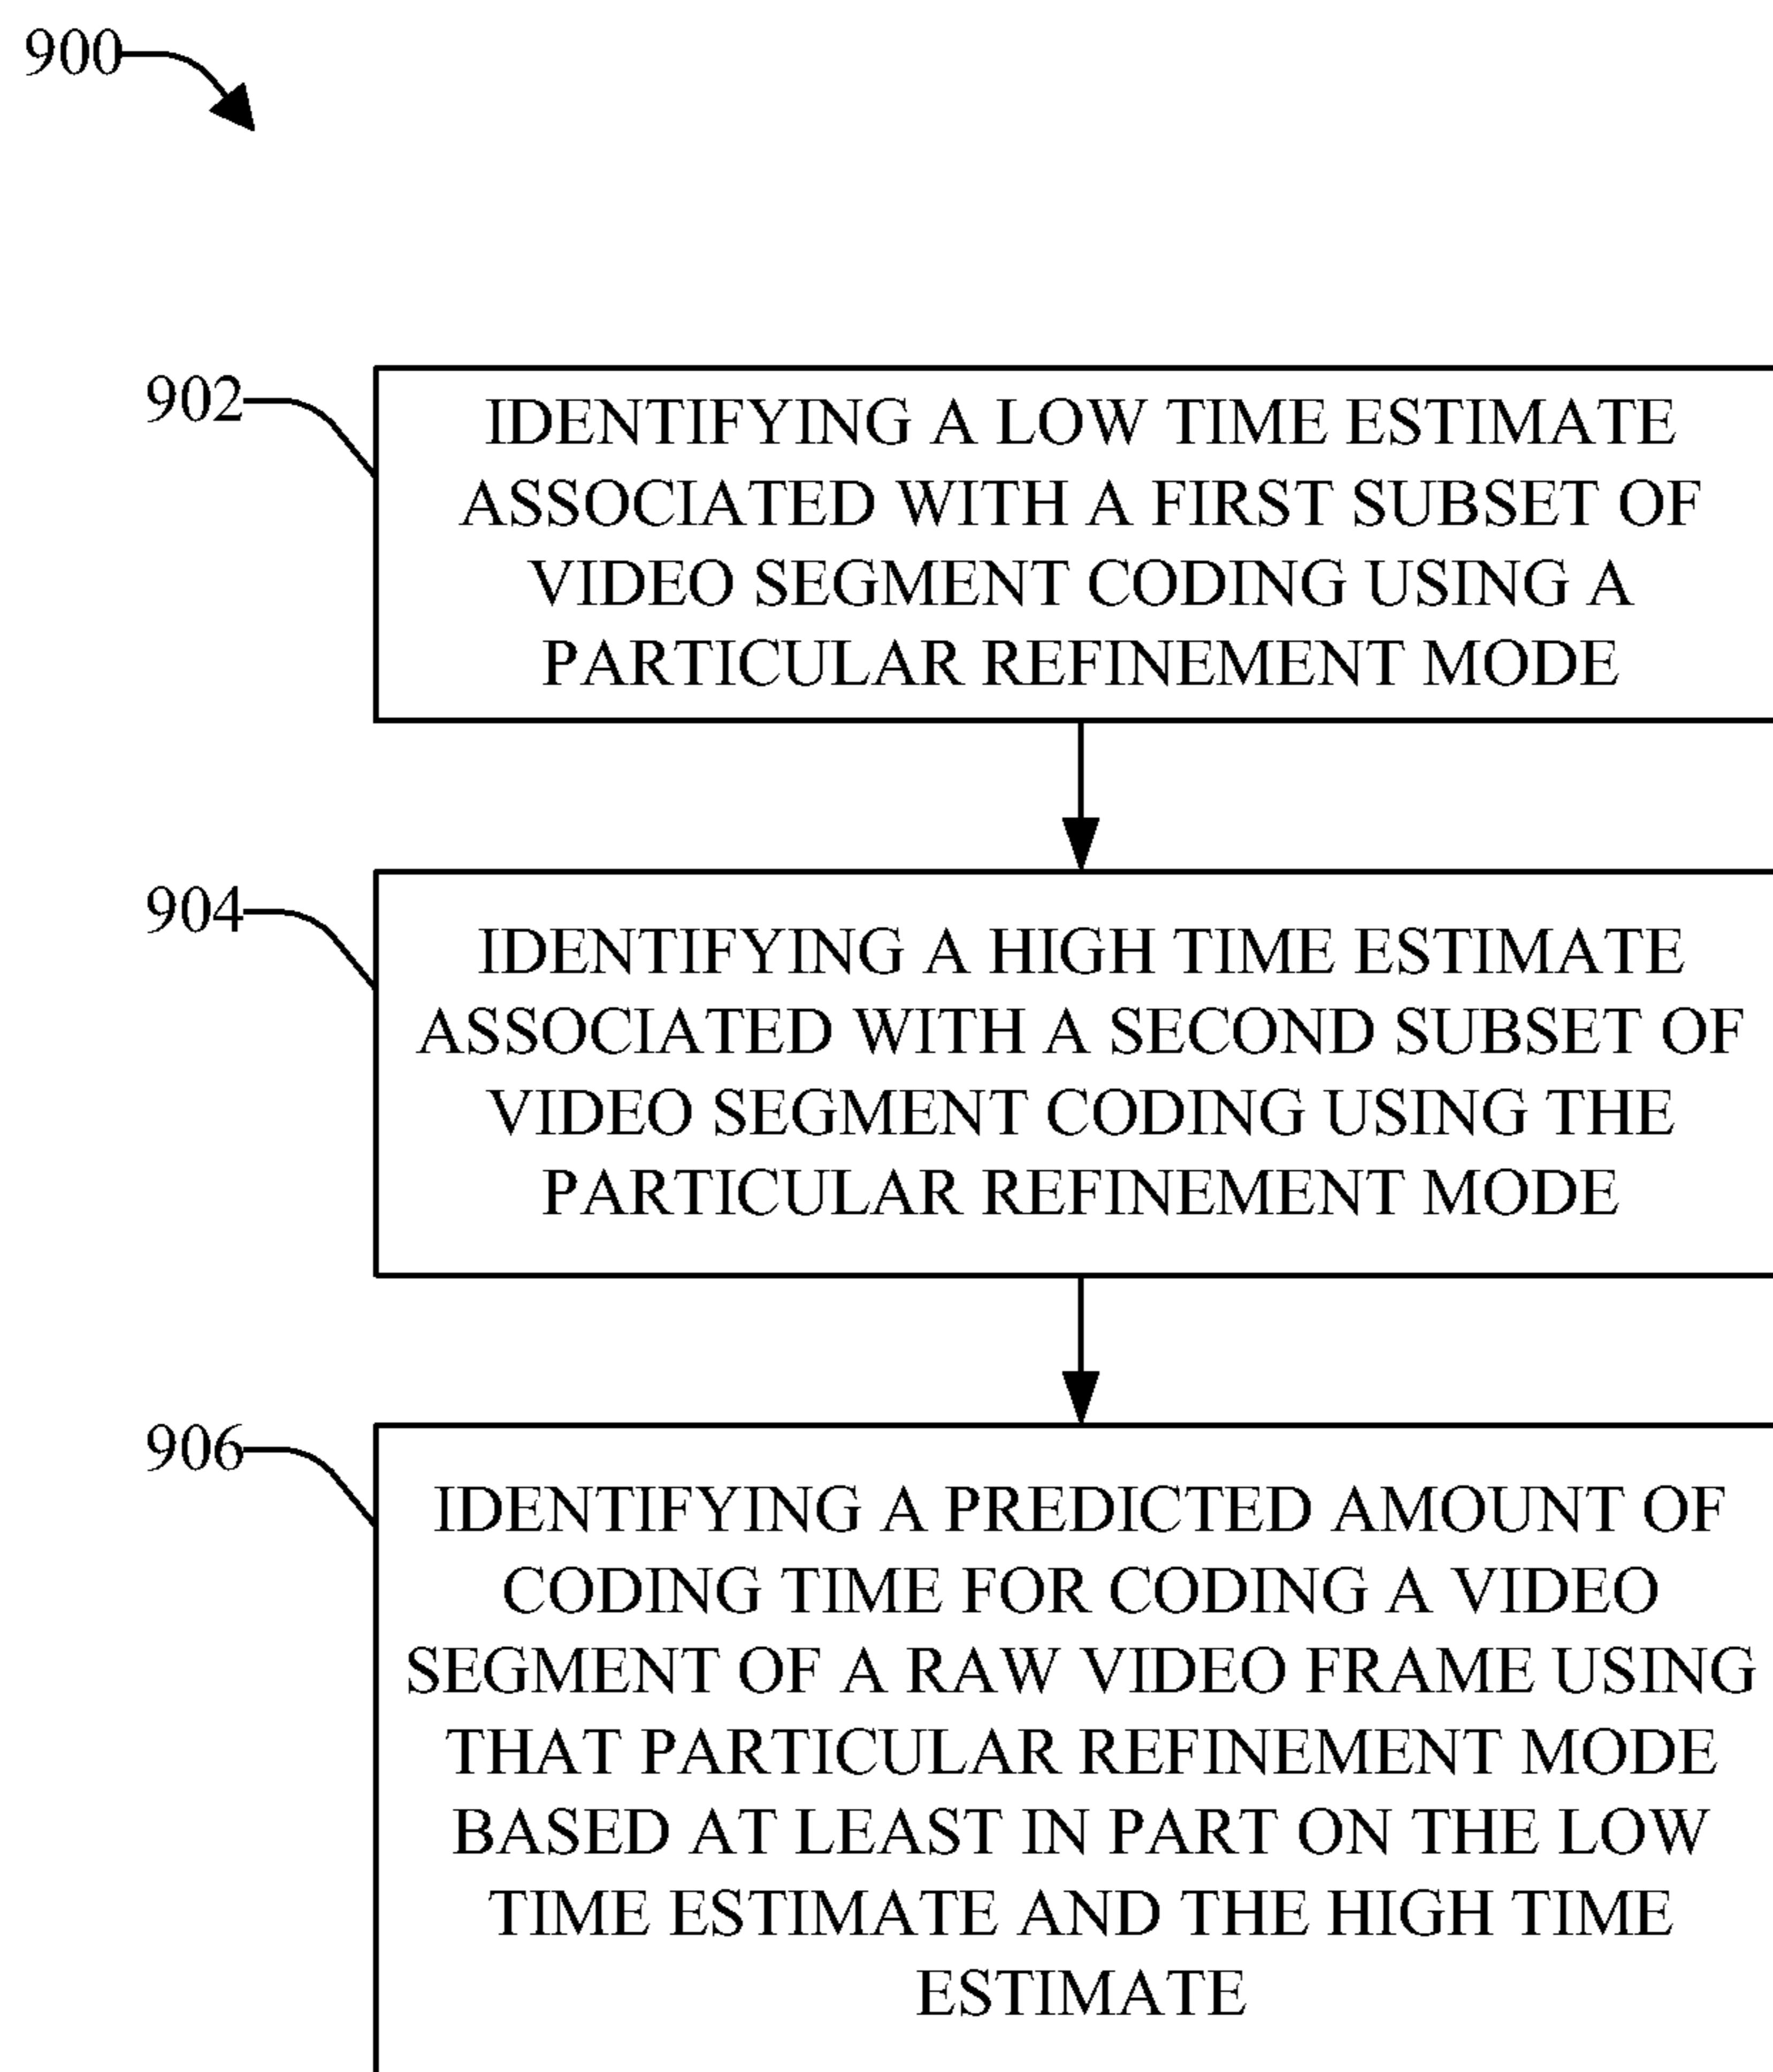 900
902
IDENTIFYING A LOW TIME ESTIMATE
ASSOCIATED WITH A FIRST SUBSET OF
VIDEO SEGMENT CODING USING A
PARTICULAR REFINEMENT MODE
904
IDENTIFYING A HIGH TIME ESTIMATE
ASSOCIATED WITH A SECOND SUBSET OF
VIDEO SEGMENT CODING USING THE
PARTICULAR REFINEMENT MODE
906
IDENTIFYING A PREDICTED AMOUNT OF
CODING TIME FOR CODING A VIDEO
SEGMENT OF A RAW VIDEO FRAME USING
THAT PARTICULAR REFINEMENT MODE
BASED AT LEAST IN PART ON THE LOW
TIME ESTIMATE AND THE HIGH TIME
ESTIMATE